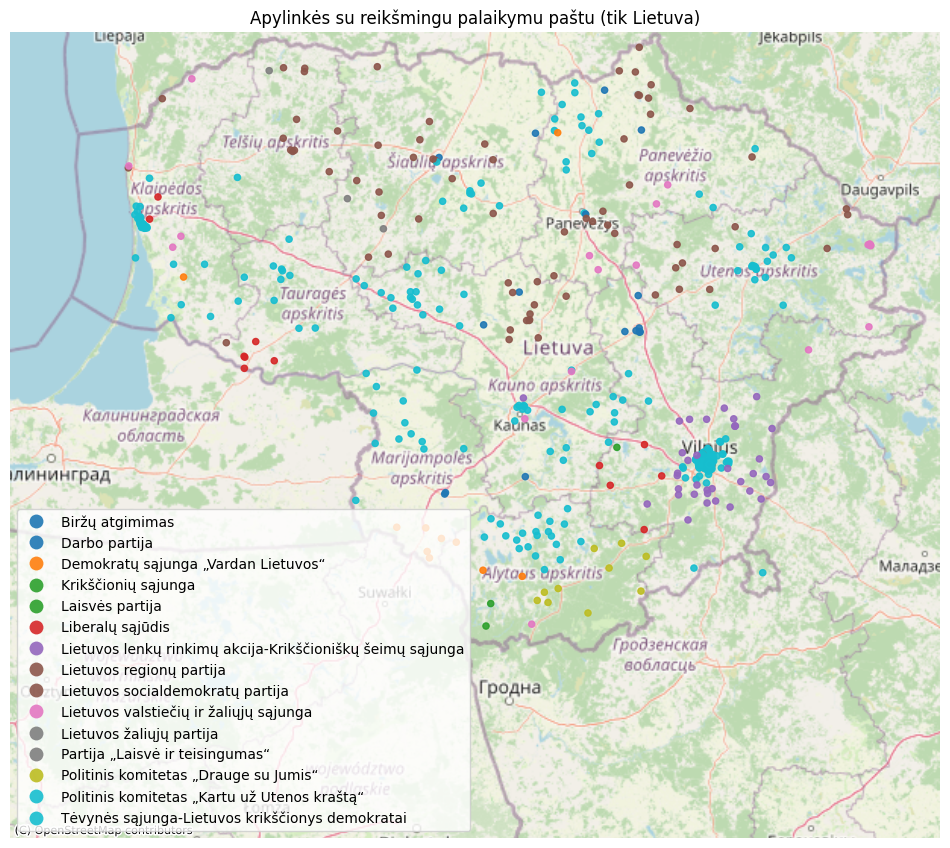 Apylinkės su reikšmingu palaikymu paštu (tik Lietuva)
Liepāja
Jēkabpils
Telšių apskritis
Šiaulių apskritis
Panevėžio
apskritis
Daugavpils
Klaipėdos
apskritis
Panevėžys
Utenos apskritis
Tauragės
apskritis
Lietuva
Kauno apskritis
Калининградская
область
Kaunas
Vilnius
алининград
Marijampolės
apskritis
Маладзе
Alytaus apskritis
Suwałki
Гродзенская
вобласць
Гродна
województwo
podlaskie
Łomża
Biržų atgimimas
Darbo partija
Demokratų sąjunga „Vardan Lietuvos“
Krikščionių sąjunga
Laisvės partija
Liberalų sąjūdis
Lietuvos lenkų rinkimų akcija-Krikščioniškų šeimų sąjunga
Lietuvos regionų partija
Lietuvos socialdemokratų partija
Lietuvos valstiečių ir žaliųjų sąjunga
Lietuvos žaliųjų partija
Partija „Laisvė ir teisingumas“
Politinis komitetas „Drauge su Jumis“
Politinis komitetas „Kartu už Utenos kraštą“
Tėvynės sąjunga-Lietuvos krikščionys demokratai
(C) OpenStreetMap contributors